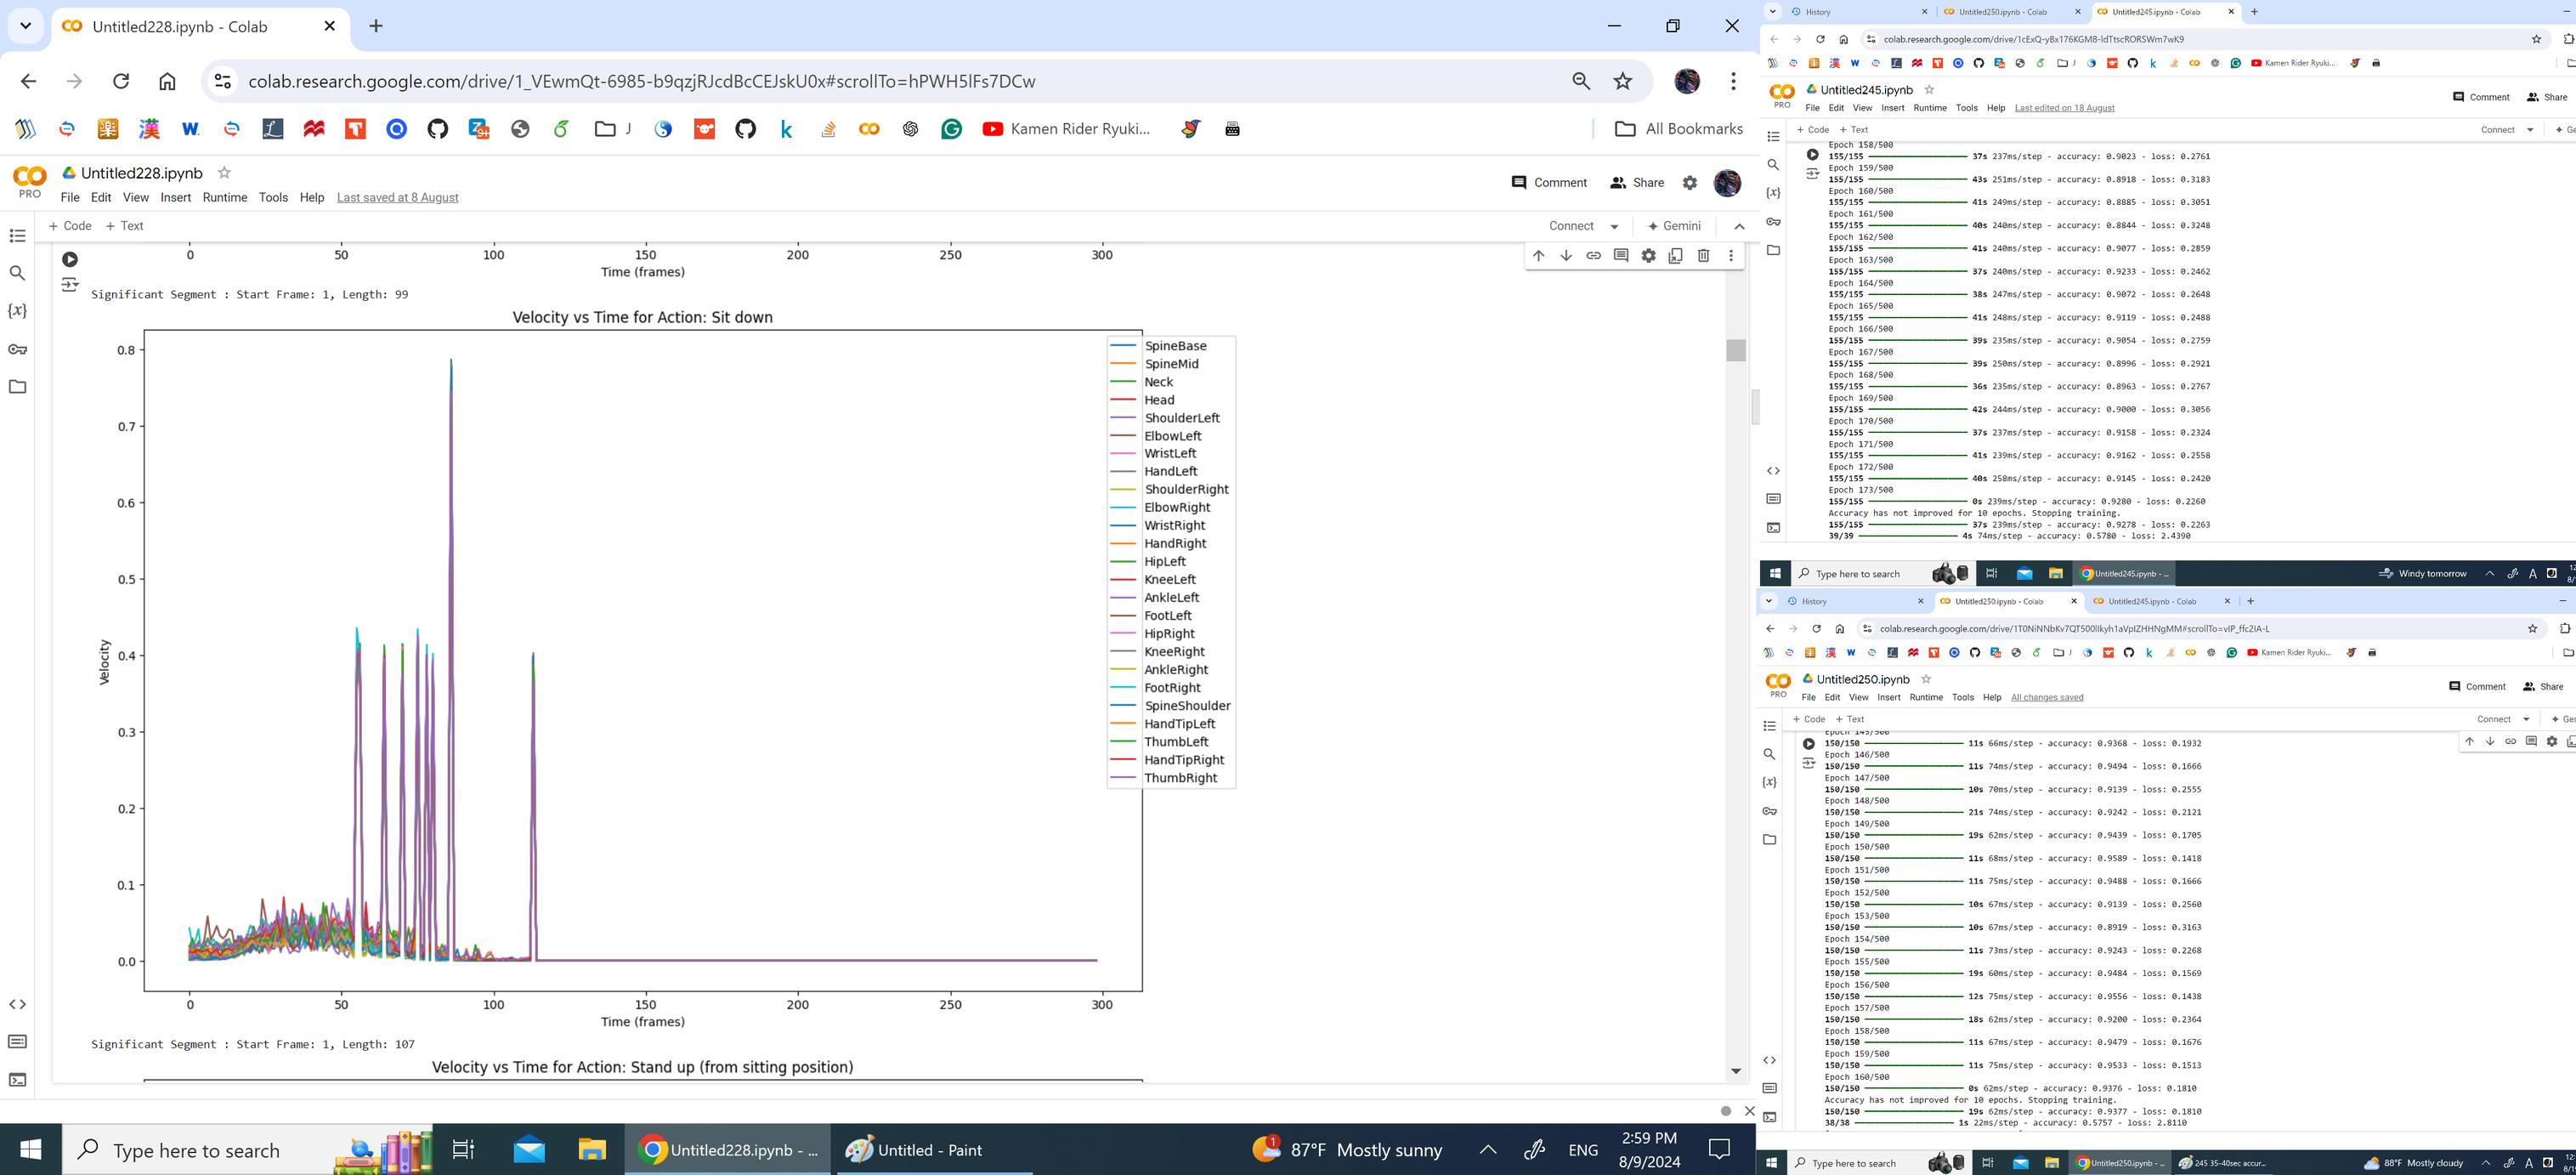 Untitled228.ipynb - Colab
colab.research.google.com/drive/1_VEwmQt-6985-b9qzjRJcdBcCEJskU0x#scrollTo=hPWH5lFs7DCw
Kamen Rider Ryuki...
All Bookmarks
CO
PRO
Untitled228.ipynb
File Edit View Insert Runtime Tools Help Last saved at 8 August
Comment Share
+ Code + Text
Connect Gemini
0 50 100 150 200 250 300
Time (frames)
Significant Segment : Start Frame: 1, Length: 99
Velocity vs Time for Action: Sit down
0.8
0.7
0.6
0.5
0.4
0.3
0.2
0.1
0.0
Velocity
SpineBase
SpineMid
Neck
Head
ShoulderLeft
ElbowLeft
WristLeft
HandLeft
ShoulderRight
ElbowRight
WristRight
HandRight
HipLeft
KneeLeft
AnkleLeft
FootLeft
HipRight
KneeRight
AnkleRight
FootRight
SpineShoulder
HandTipLeft
ThumbLeft
HandTipRight
ThumbRight
0 50 100 150 200 250 300
Time (frames)
Significant Segment : Start Frame: 1, Length: 107
Velocity vs Time for Action: Stand up (from sitting position)
Type here to search
Untitled228.ipynb - ...
Untitled - Paint
87°F Mostly sunny
ENG
2:59 PM
8/9/2024
History
Untitled250.ipynb - Colab
Untitled245.ipynb - Colab
Kamen Rider Ryuki...
PRO
Untitled245.ipynb
File Edit View Insert Runtime Tools Help Last edited on 18 August
Comment Share
+ Code + Text
Connect
Epoch 158/500
155/155 37s 237ms/step - accuracy: 0.9023 - loss: 0.2761
Epoch 159/500
155/155 43s 251ms/step - accuracy: 0.8918 - loss: 0.3183
Epoch 160/500
155/155 41s 249ms/step - accuracy: 0.8885 - loss: 0.3051
Epoch 161/500
155/155 40s 240ms/step - accuracy: 0.8844 - loss: 0.3248
Epoch 162/500
155/155 41s 240ms/step - accuracy: 0.9077 - loss: 0.2859
Epoch 163/500
155/155 37s 240ms/step - accuracy: 0.9233 - loss: 0.2462
Epoch 164/500
155/155 38s 247ms/step - accuracy: 0.9072 - loss: 0.2648
Epoch 165/500
155/155 41s 248ms/step - accuracy: 0.9119 - loss: 0.2488
Epoch 166/500
155/155 39s 235ms/step - accuracy: 0.9054 - loss: 0.2759
Epoch 167/500
155/155 39s 250ms/step - accuracy: 0.8996 - loss: 0.2921
Epoch 168/500
155/155 36s 235ms/step - accuracy: 0.8963 - loss: 0.2767
Epoch 169/500
155/155 42s 244ms/step - accuracy: 0.9000 - loss: 0.3056
Epoch 170/500
155/155 37s 237ms/step - accuracy: 0.9158 - loss: 0.2324
Epoch 171/500
155/155 41s 239ms/step - accuracy: 0.9162 - loss: 0.2558
Epoch 172/500
155/155 40s 258ms/step - accuracy: 0.9145 - loss: 0.2420
Epoch 173/500
155/155 0s 239ms/step - accuracy: 0.9280 - loss: 0.2260
Accuracy has not improved for 10 epochs. Stopping training.
155/155 37s 239ms/step - accuracy: 0.9278 - loss: 0.2263
39/39 4s 74ms/step - accuracy: 0.5780 - loss: 2.4390
Type here to search
Untitled245.ipynb - ...
Windy tomorrow
History
Untitled250.ipynb - Colab
Untitled245.ipynb - Colab
Kamen Rider Ryuki...
PRO
Untitled250.ipynb
File Edit View Insert Runtime Tools Help All changes saved
Comment Share
+ Code + Text
Connect
Epoch 145/500
150/150 11s 66ms/step - accuracy: 0.9368 - loss: 0.1932
Epoch 146/500
150/150 11s 74ms/step - accuracy: 0.9494 - loss: 0.1666
Epoch 147/500
150/150 10s 70ms/step - accuracy: 0.9139 - loss: 0.2555
Epoch 148/500
150/150 21s 74ms/step - accuracy: 0.9242 - loss: 0.2121
Epoch 149/500
150/150 19s 62ms/step - accuracy: 0.9439 - loss: 0.1705
Epoch 150/500
150/150 11s 68ms/step - accuracy: 0.9589 - loss: 0.1418
Epoch 151/500
150/150 11s 75ms/step - accuracy: 0.9488 - loss: 0.1666
Epoch 152/500
150/150 10s 67ms/step - accuracy: 0.9139 - loss: 0.2560
Epoch 153/500
150/150 10s 67ms/step - accuracy: 0.8919 - loss: 0.3163
Epoch 154/500
150/150 11s 73ms/step - accuracy: 0.9243 - loss: 0.2268
Epoch 155/500
150/150 19s 60ms/step - accuracy: 0.9484 - loss: 0.1569
Epoch 156/500
150/150 12s 75ms/step - accuracy: 0.9556 - loss: 0.1438
Epoch 157/500
150/150 18s 62ms/step - accuracy: 0.9200 - loss: 0.2364
Epoch 158/500
150/150 11s 67ms/step - accuracy: 0.9479 - loss: 0.1676
Epoch 159/500
150/150 11s 75ms/step - accuracy: 0.9533 - loss: 0.1513
Epoch 160/500
150/150 0s 62ms/step - accuracy: 0.9376 - loss: 0.1810
Accuracy has not improved for 10 epochs. Stopping training.
150/150 19s 62ms/step - accuracy: 0.9377 - loss: 0.1810
38/38 1s 22ms/step - accuracy: 0.5757 - loss: 2.8110
Type here to search
Untitled250.ipynb - ...
245 35-40sec accur...
88°F Mostly cloudy